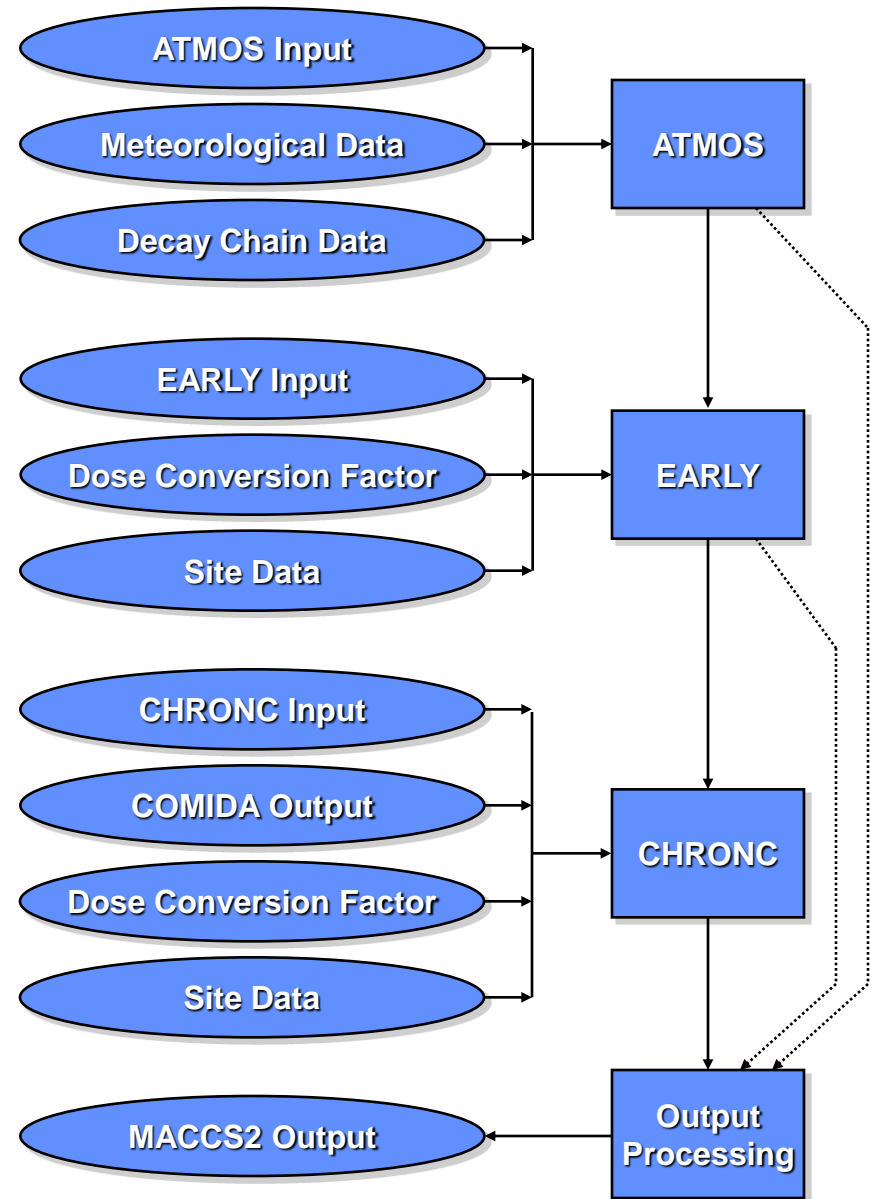 ATMOS Input
Meteorological Data
ATMOS
Decay Chain Data
EARLY Input
Dose Conversion Factor
EARLY
Site Data
CHRONC Input
COMIDA Output
CHRONC
Dose Conversion Factor
Site Data
MACCS2 Output
Output
Processing